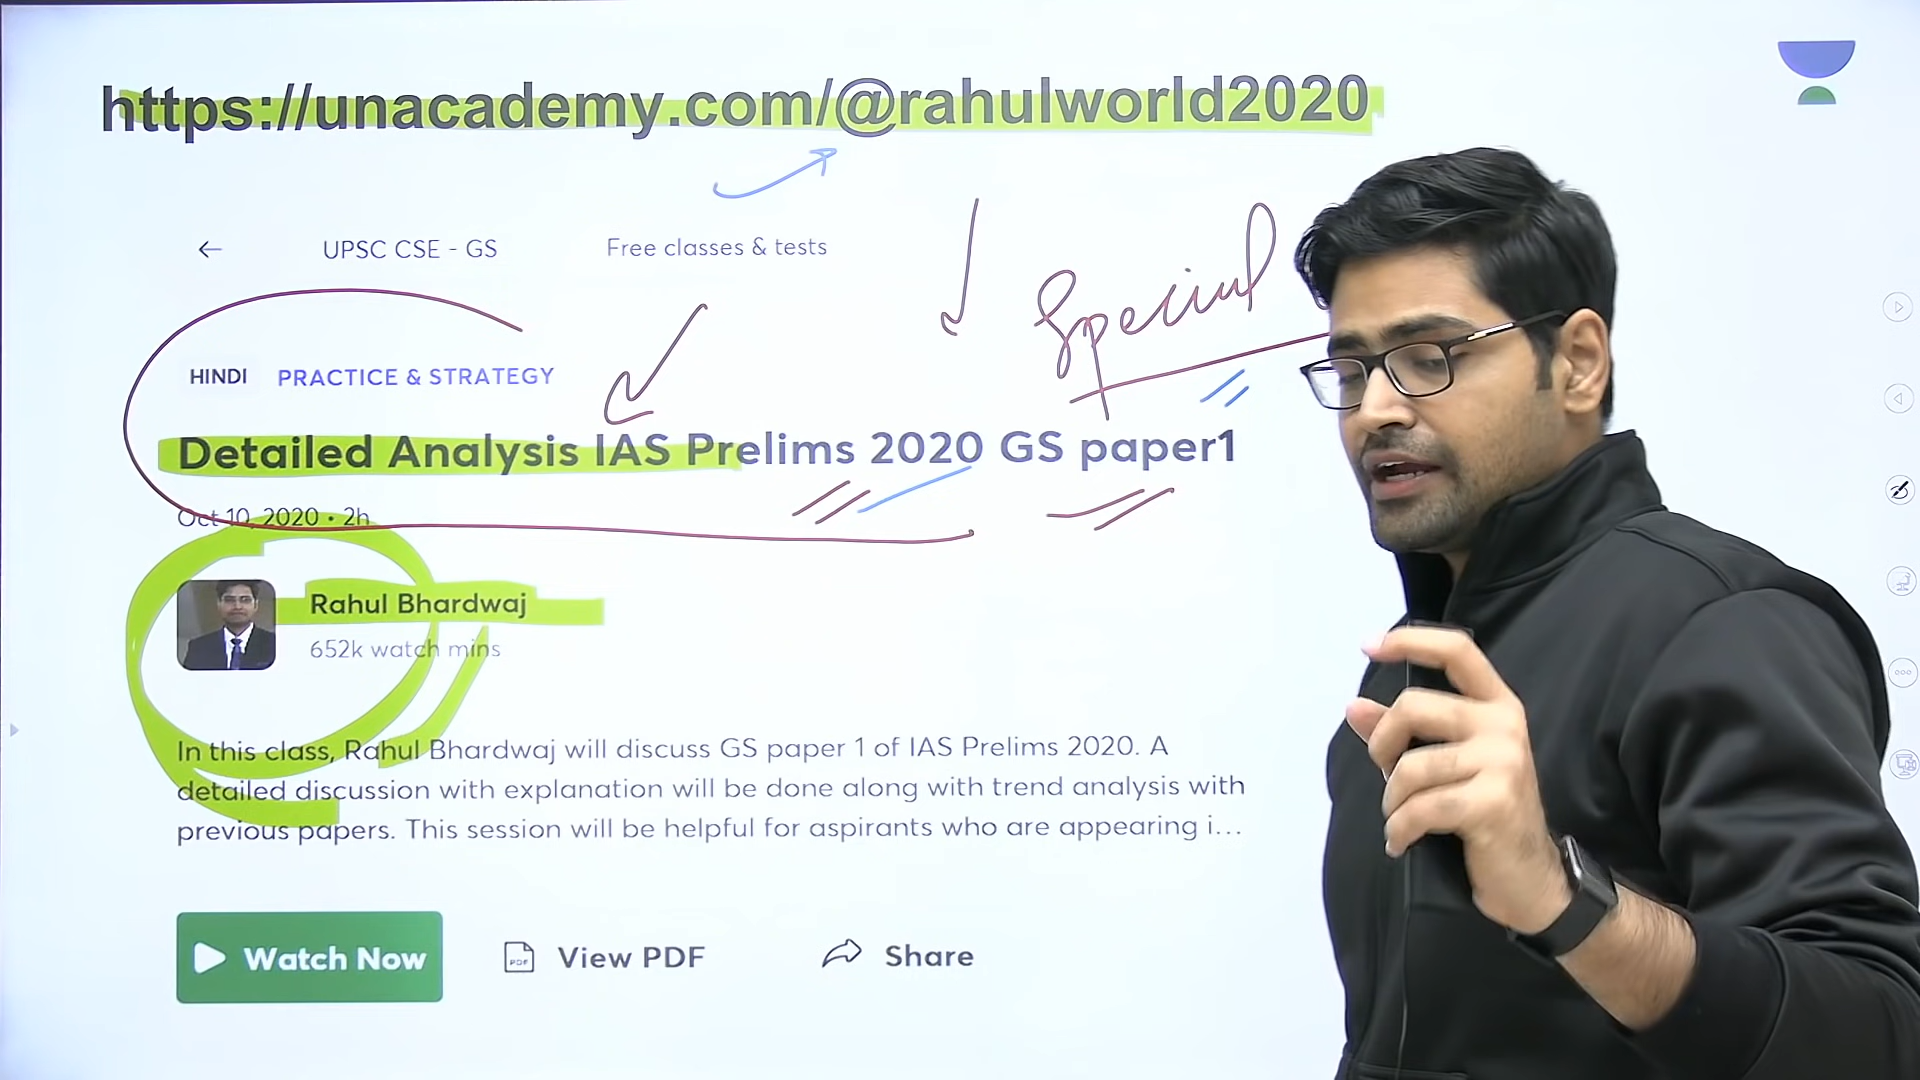 https://unacademy.com/@rahulworld2020
UPSC CSE - GS Free classes & tests
Special
HINDI PRACTICE & STRATEGY
Detailed Analysis IAS Prelims 2020 GS paper1
Oct 10, 2020 • 2h
Rahul Bhardwaj
652k watch mins
In this class, Rahul Bhardwaj will discuss GS paper 1 of IAS Prelims 2020. A
detailed discussion with explanation will be done along with trend analysis with
previous papers. This session will be helpful for aspirants who are appearing i...
Watch Now PDF View PDF Share